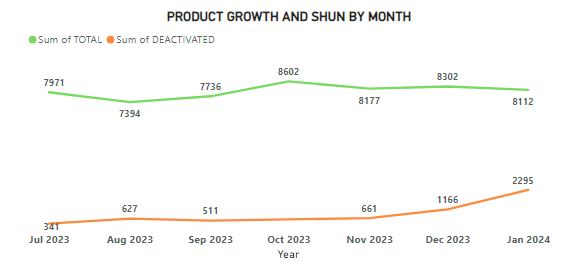 PRODUCT GROWTH AND SHUN BY MONTH
Sum of TOTAL Sum of DEACTIVATED
7971 7394 7736 8602 8177 8302 8112
341 627 511 661 1166 2295
Jul 2023 Aug 2023 Sep 2023 Oct 2023 Nov 2023 Dec 2023 Jan 2024
Year